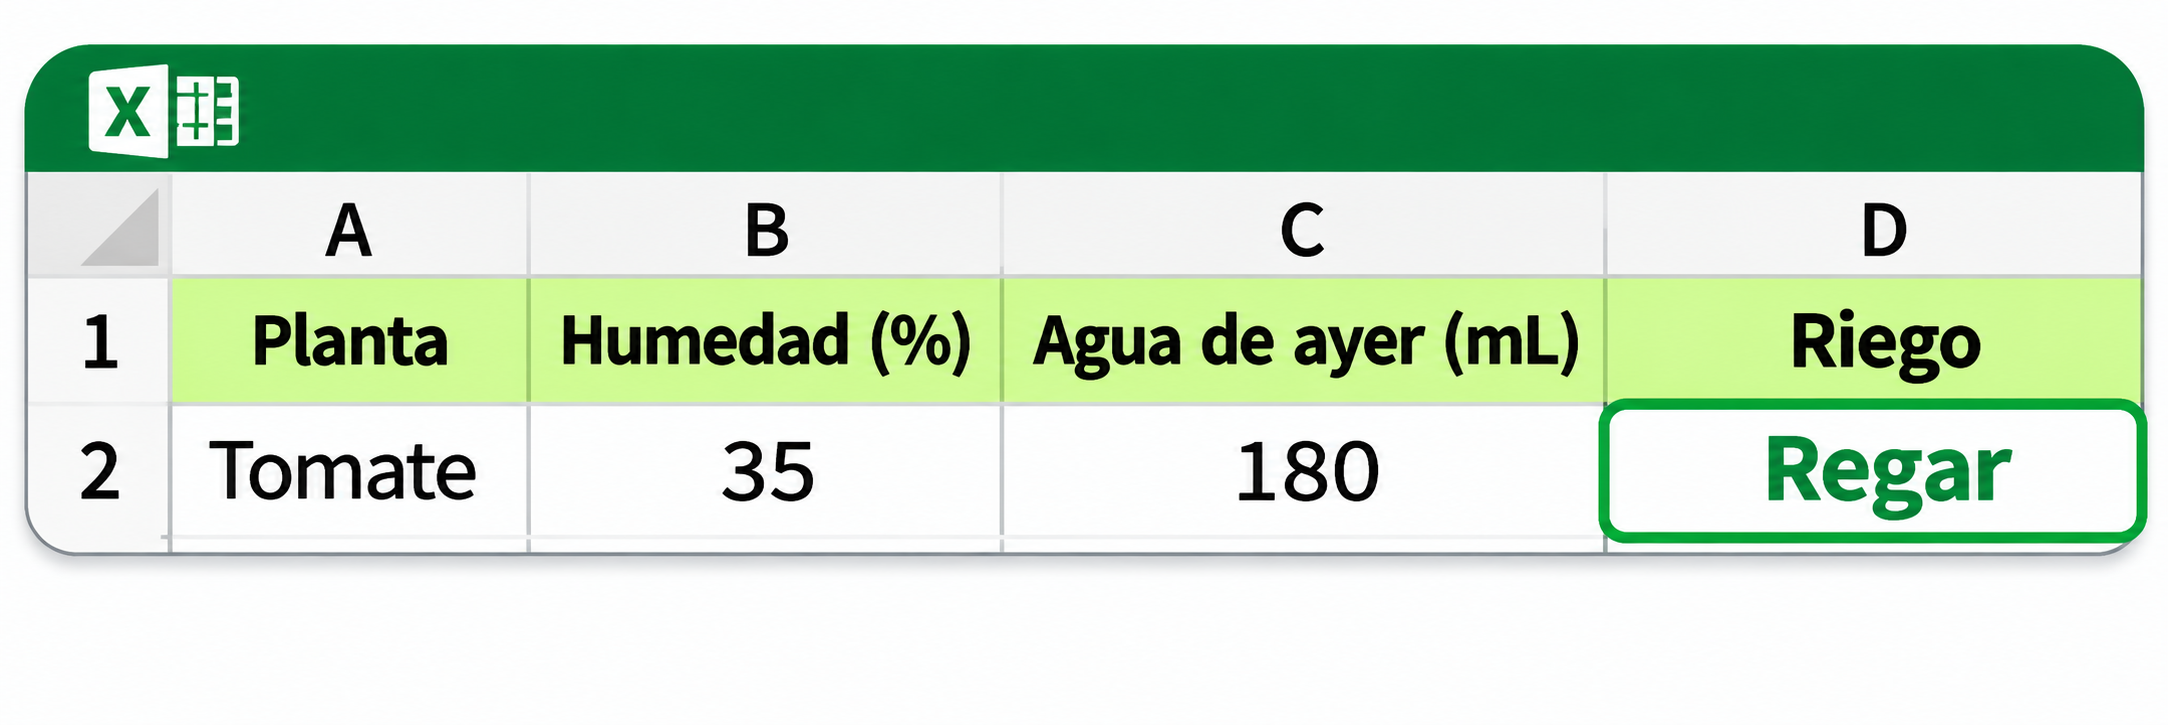 X
A B C D
1 Planta Humedad (%) Agua de ayer (mL) Riego
2 Tomate 35 180 Regar